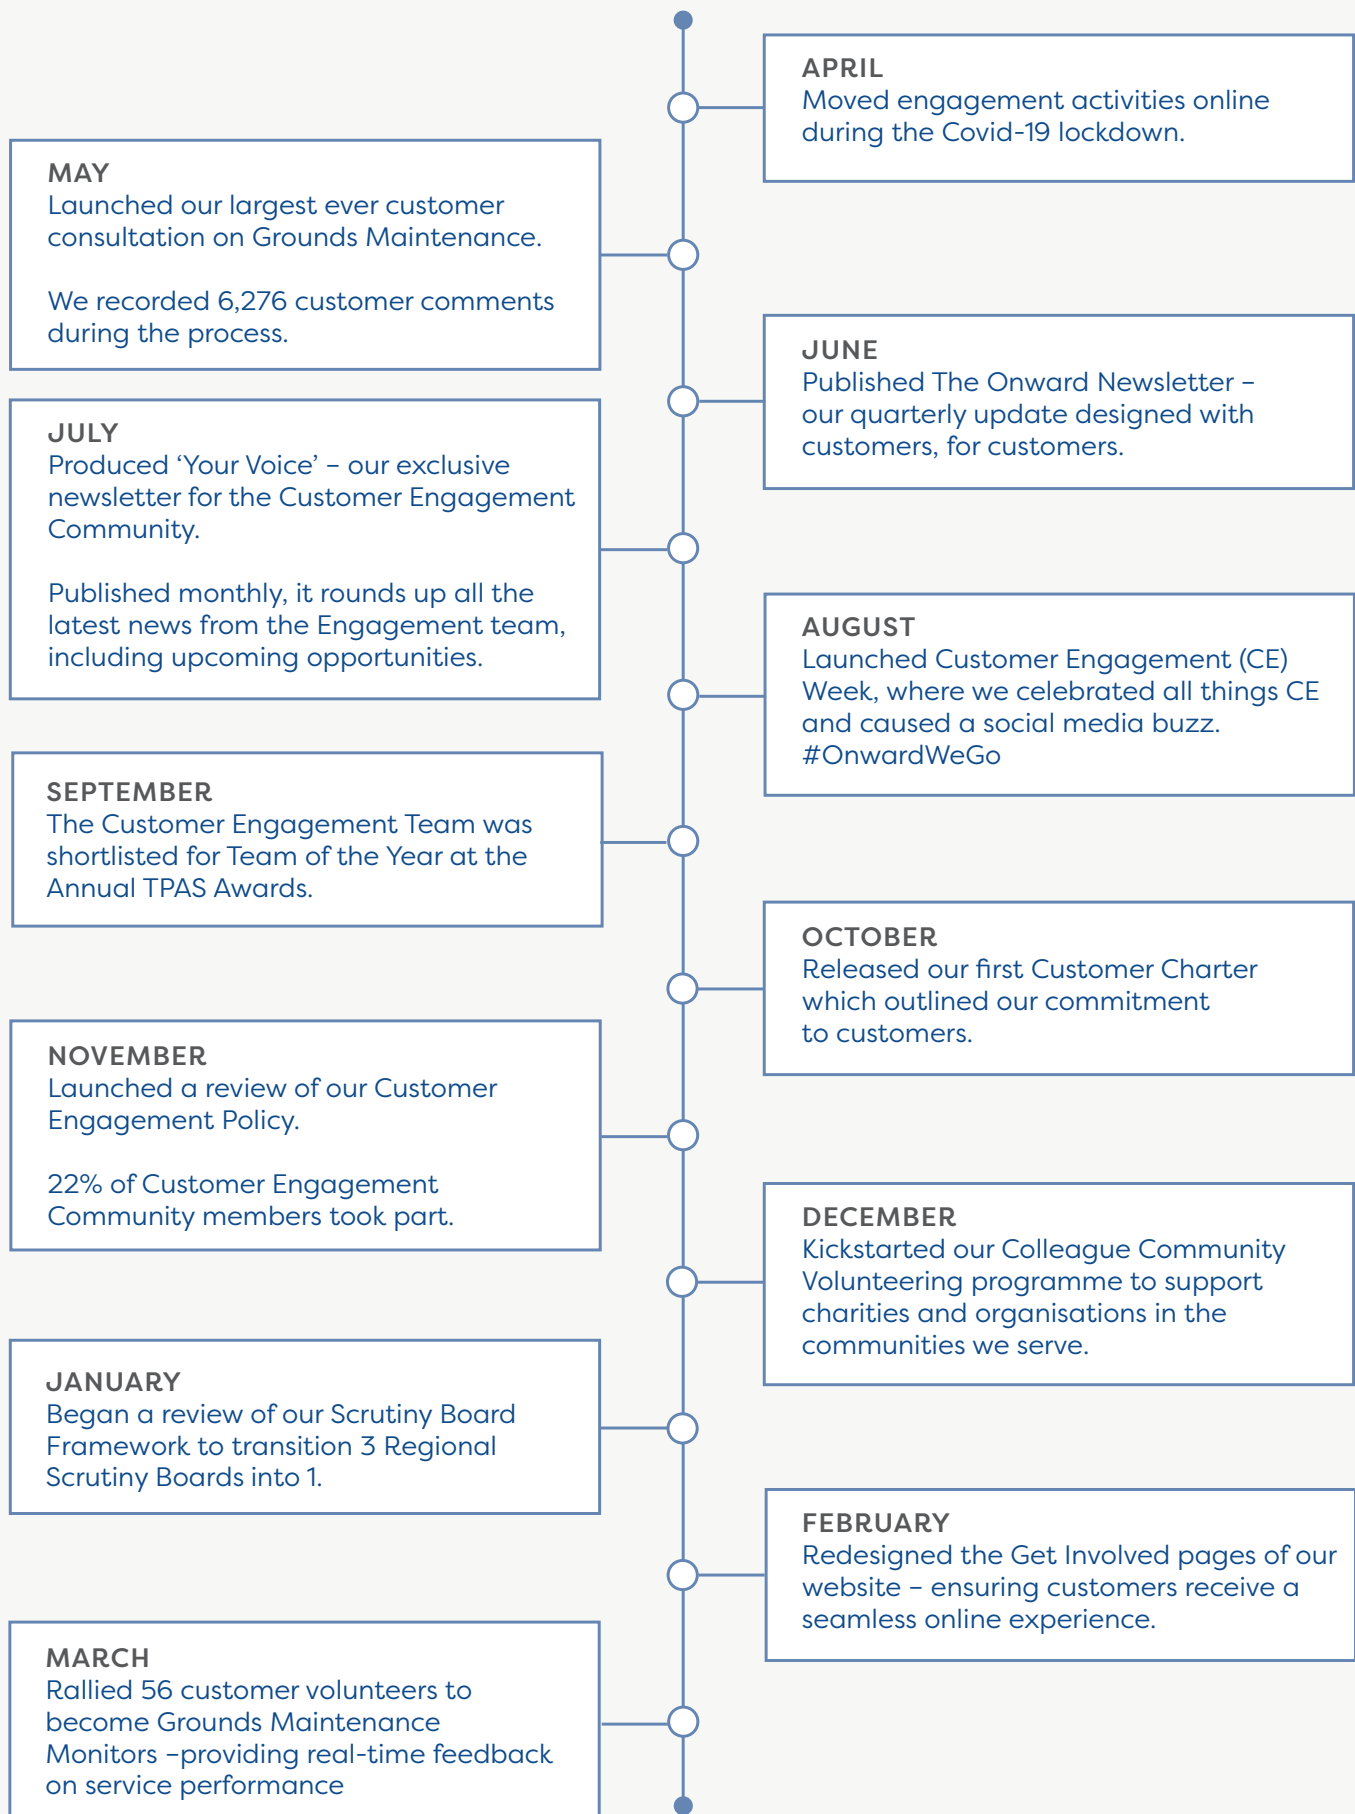 APRIL
Moved engagement activities online
during the Covid-19 lockdown.
MAY
Launched our largest ever customer
consultation on Grounds Maintenance.
We recorded 6,276 customer comments
during the process.
JUNE
Published The Onward Newsletter –
our quarterly update designed with
customers, for customers.
JULY
Produced ‘Your Voice’ – our exclusive
newsletter for the Customer Engagement
Community.
Published monthly, it rounds up all the
latest news from the Engagement team,
including upcoming opportunities.
AUGUST
Launched Customer Engagement (CE)
Week, where we celebrated all things CE
and caused a social media buzz.
#OnwardWeGo
SEPTEMBER
The Customer Engagement Team was
shortlisted for Team of the Year at the
Annual TPAS Awards.
OCTOBER
Released our first Customer Charter
which outlined our commitment
to customers.
NOVEMBER
Launched a review of our Customer
Engagement Policy.
22% of Customer Engagement
Community members took part.
DECEMBER
Kickstarted our Colleague Community
Volunteering programme to support
charities and organisations in the
communities we serve.
JANUARY
Began a review of our Scrutiny Board
Framework to transition 3 Regional
Scrutiny Boards into 1.
FEBRUARY
Redesigned the Get Involved pages of our
website – ensuring customers receive a
seamless online experience.
MARCH
Rallied 56 customer volunteers to
become Grounds Maintenance
Monitors –providing real-time feedback
on service performance